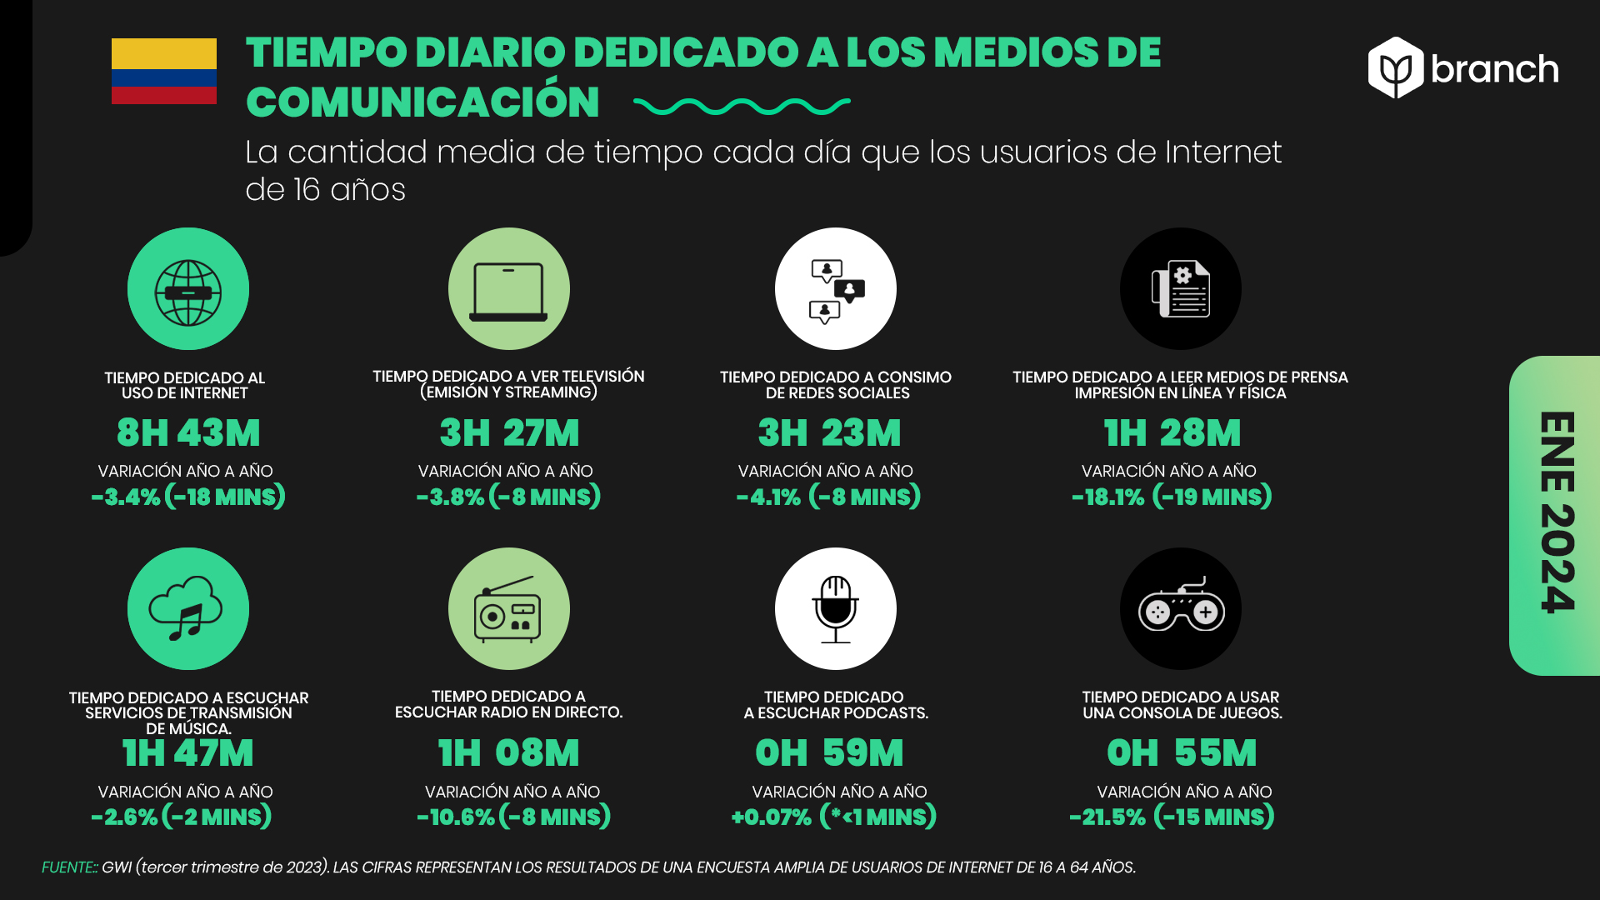 TIEMPO DIARIO DEDICADO A LOS MEDIOS DE
COMUNICACIÓN
branch
La cantidad media de tiempo cada día que los usuarios de Internet
de 16 años
TIEMPO DEDICADO AL
USO DE INTERNET
8H 43M
VARIACIÓN AÑO A AÑO
-3.4% (-18 MINS)
TIEMPO DEDICADO A VER TELEVISIÓN
(EMISIÓN Y STREAMING)
3H 27M
VARIACIÓN AÑO A AÑO
-3.8% (-8 MINS)
TIEMPO DEDICADO A CONSIMO
DE REDES SOCIALES
3H 23M
VARIACIÓN AÑO A AÑO
-4.1% (-8 MINS)
TIEMPO DEDICADO A LEER MEDIOS DE PRENSA
IMPRESIÓN EN LÍNEA Y FÍSICA
1H 28M
VARIACIÓN AÑO A AÑO
-18.1% (-19 MINS)
ENE 2024
TIEMPO DEDICADO A ESCUCHAR
SERVICIOS DE TRANSMISIÓN
DE MÚSICA.
1H 47M
VARIACIÓN AÑO A AÑO
-2.6% (-2 MINS)
TIEMPO DEDICADO A
ESCUCHAR RADIO EN DIRECTO.
1H 08M
VARIACIÓN AÑO A AÑO
-10.6% (-8 MINS)
TIEMPO DEDICADO
A ESCUCHAR PODCASTS.
0H 59M
VARIACIÓN AÑO A AÑO
+0.07% (*<1 MINS)
TIEMPO DEDICADO A USAR
UNA CONSOLA DE JUEGOS.
0H 55M
VARIACIÓN AÑO A AÑO
-21.5% (-15 MINS)
FUENTE:: GWI (tercer trimestre de 2023). LAS CIFRAS REPRESENTAN LOS RESULTADOS DE UNA ENCUESTA AMPLIA DE USUARIOS DE INTERNET DE 16 A 64 AÑOS.